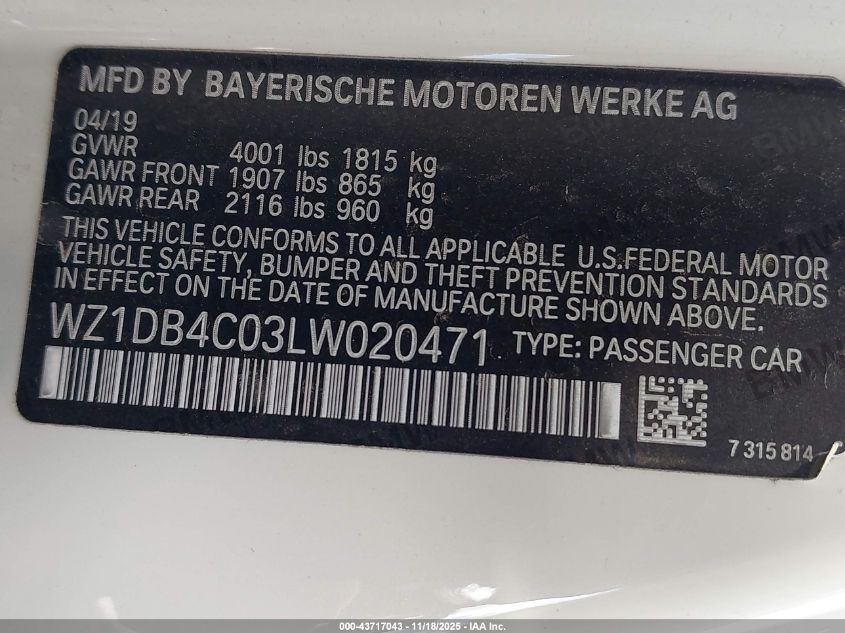 MFD BY BAYERISCHE MOTOREN WERKE AG
04/19
GVWR 4001 lbs 1815 kg
GAWR FRONT 1907 lbs 865 kg
GAWR REAR 2116 lbs 960 kg
THIS VEHICLE CONFORMS TO ALL APPLICABLE U.S.FEDERAL MOTOR
VEHICLE SAFETY, BUMPER AND THEFT PREVENTION STANDARDS
IN EFFECT ON THE DATE OF MANUFACTURE SHOWN ABOVE.
WZ1DB4C03LW020471 TYPE: PASSENGER CAR
7 315 814
000-43717043 - 11/18/2025 - IAA, Inc.